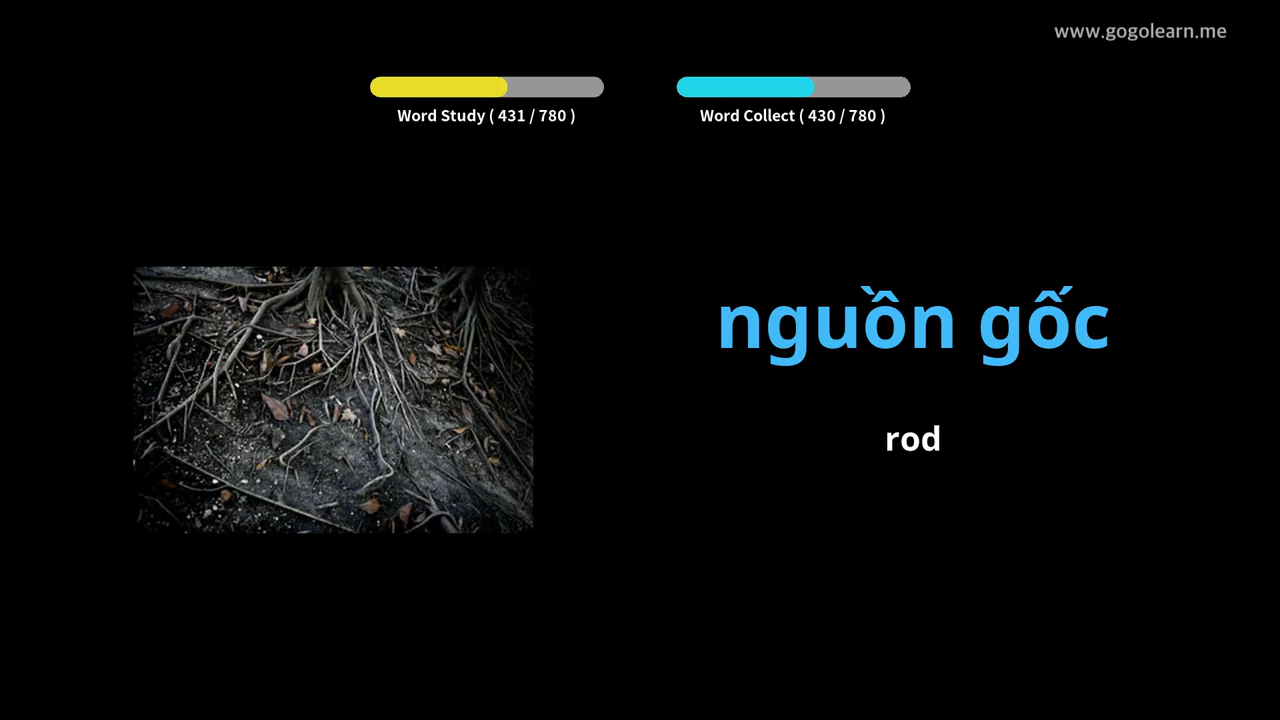 www.gogolearn.me
Word Study ( 431 / 780 )
Word Collect ( 430 / 780 )
nguồn gốc
rod